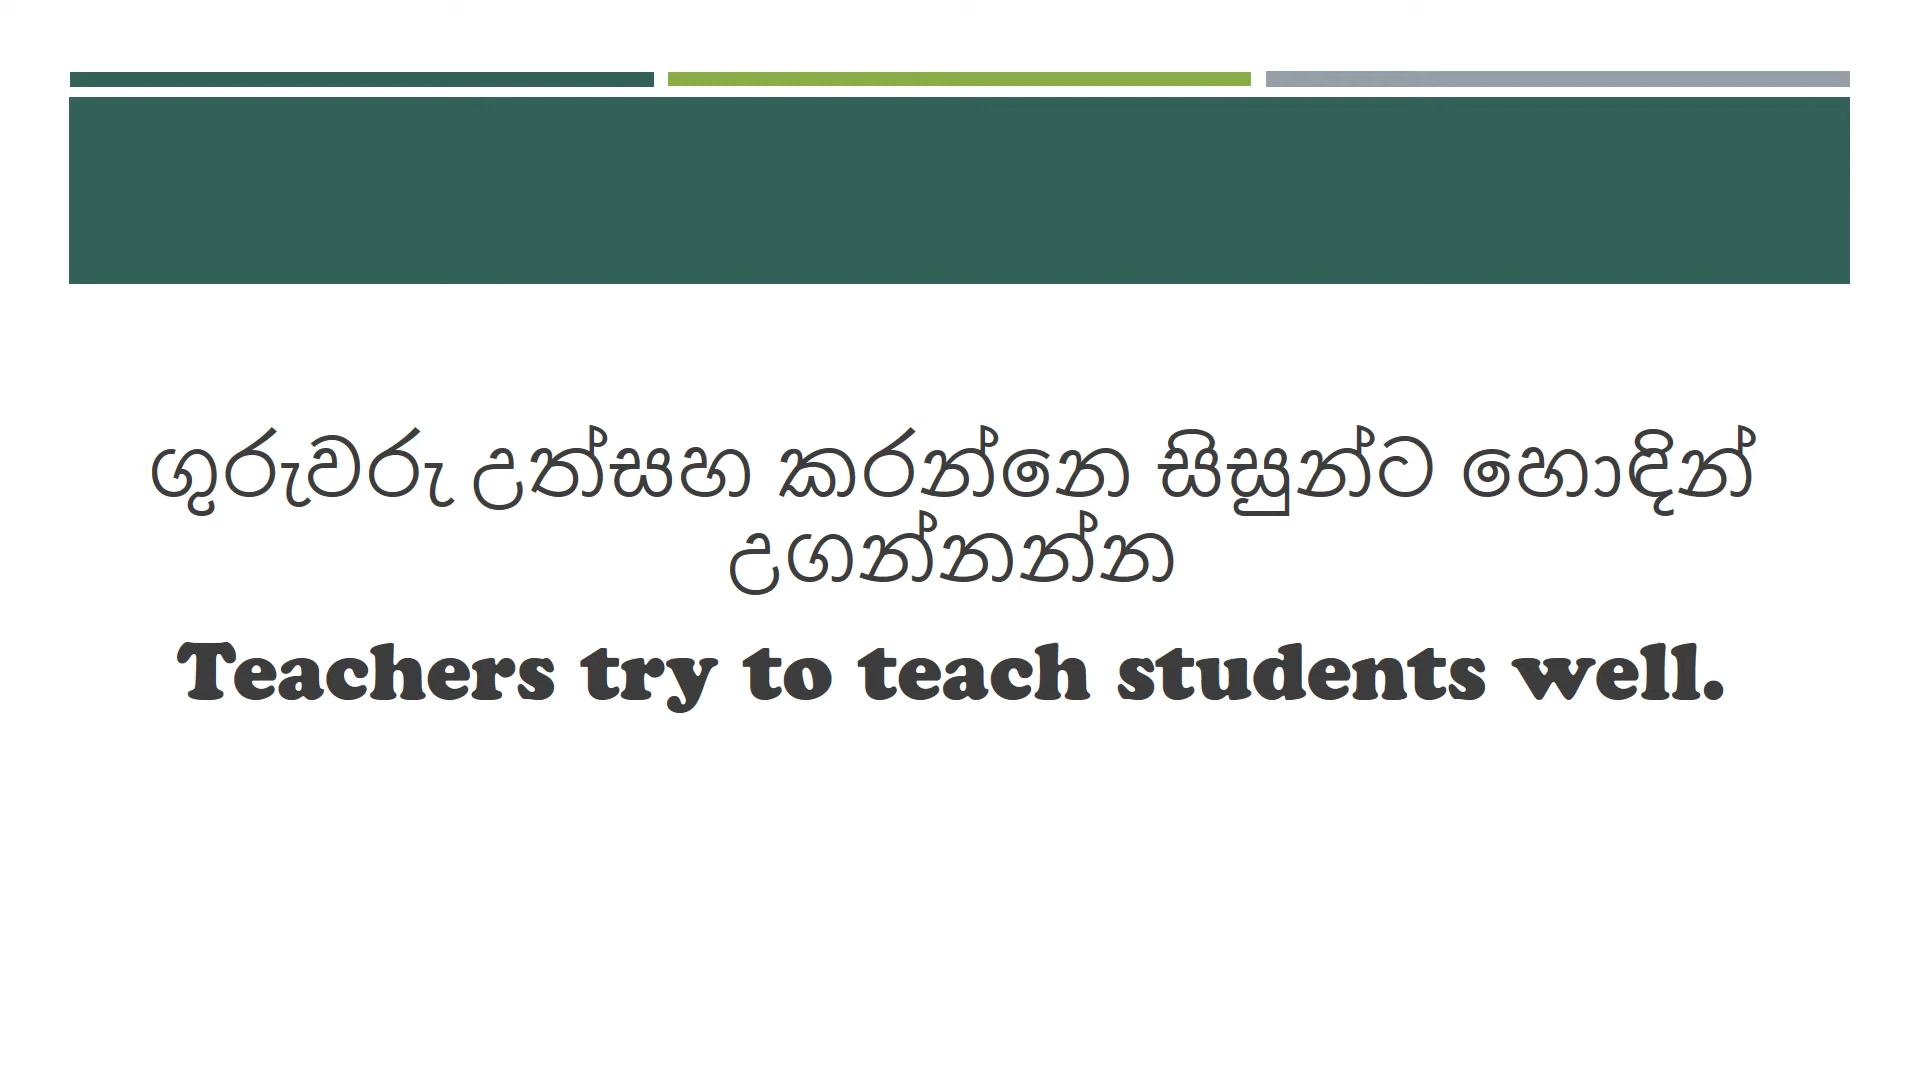 ගුරුවරු උත්සහ කරන්නෙ සිසුන්ට හොඳින්
උගන්නන්න
Teachers try to teach students well.